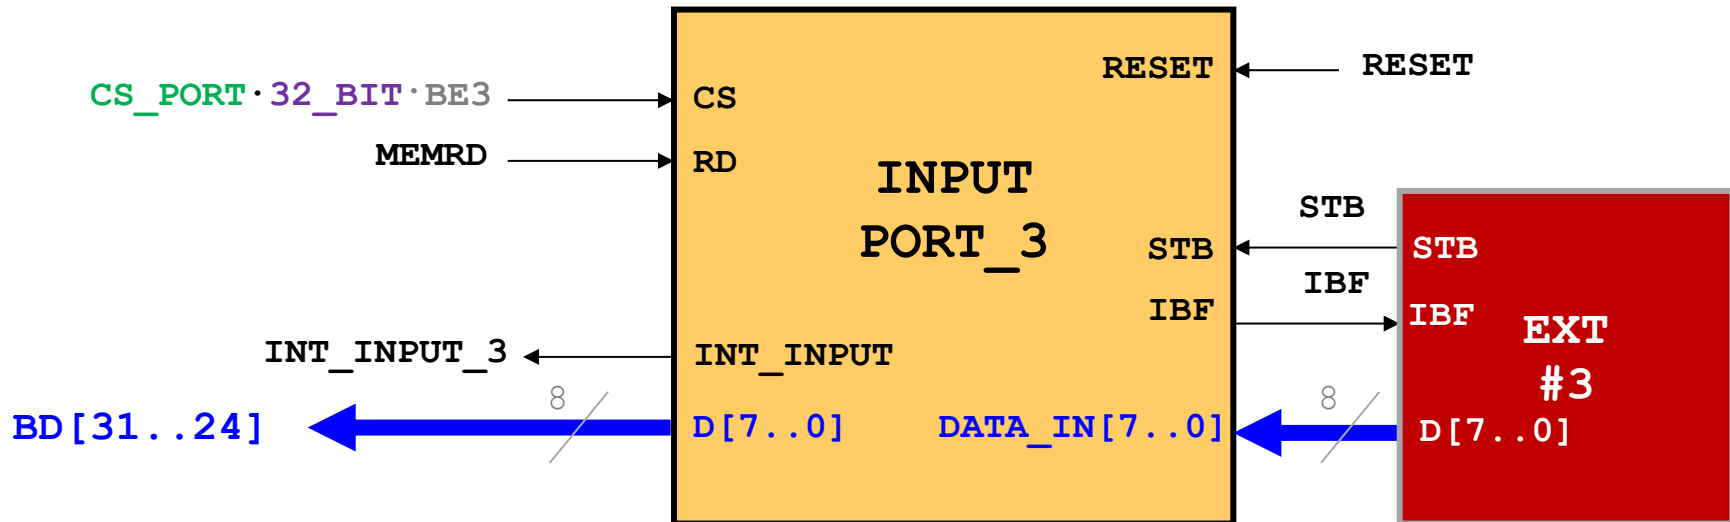 RESET RESET
CS_PORT·32_BIT·BE3 CS
MEMRD RD
INPUT
PORT_3
STB
STB STB
IBF
IBF IBF
EXT
#3
INT_INPUT_3 INT_INPUT
8 8
BD[31..24] D[7..0] DATA_IN[7..0] D[7..0]